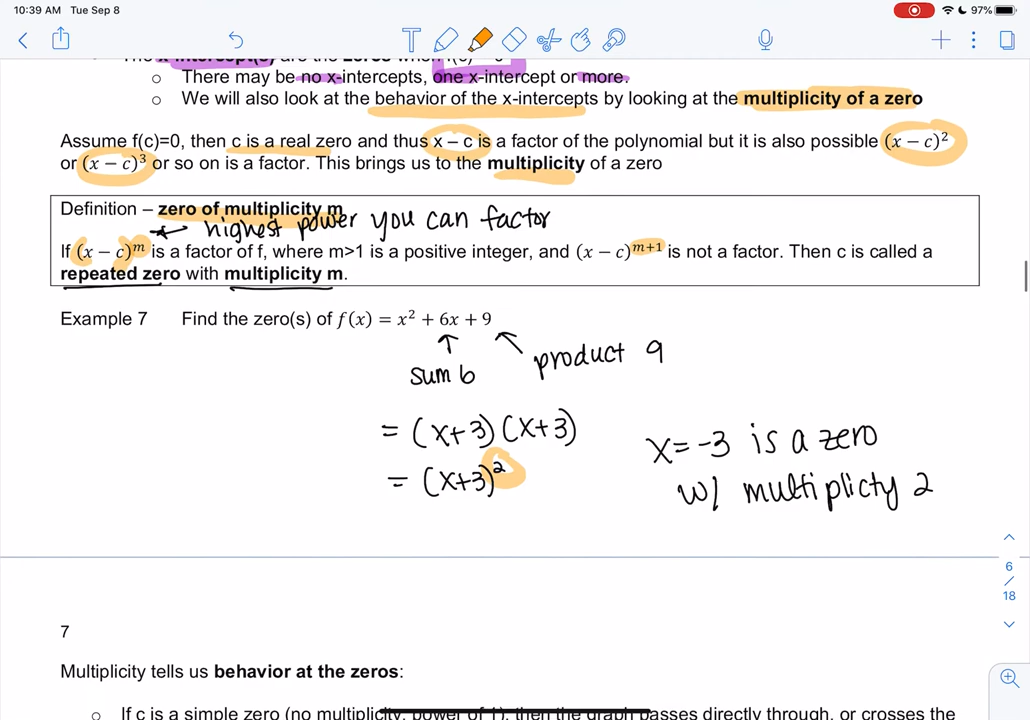 10:39 AM Tue Sep 8
97%
There may be no x-intercepts, one x-intercept or more.
We will also look at the behavior of the x-intercepts by looking at the multiplicity of a zero
Assume f(c)=0, then c is a real zero and thus x − c is a factor of the polynomial but it is also possible (x − c)²
or (x − c)³ or so on is a factor. This brings us to the multiplicity of a zero
Definition – zero of multiplicity m
highest power you can factor
If (x − c)ᵐ is a factor of f, where m>1 is a positive integer, and (x − c)ᵐ⁺¹ is not a factor. Then c is called a
repeated zero with multiplicity m.
Example 7 Find the zero(s) of f(x) = x² + 6x + 9
product 9
sum 6
= (x+3)(x+3)
x = -3 is a zero
= (x+3)²
w/ multiplicty 2
6
/
18
7
Multiplicity tells us behavior at the zeros:
If c is a simple zero (no multiplicity, power of 1), then the graph passes directly through, or crosses the